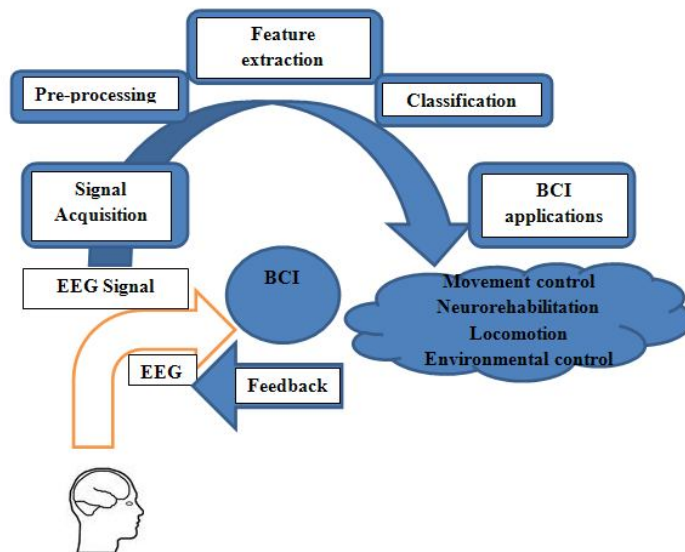 Feature
extraction
Pre-processing
Classification
Signal
Acquisition
BCI
applications
EEG Signal
BCI
Movement control
Neurorehabilitation
Locomotion
Environmental control
EEG
Feedback